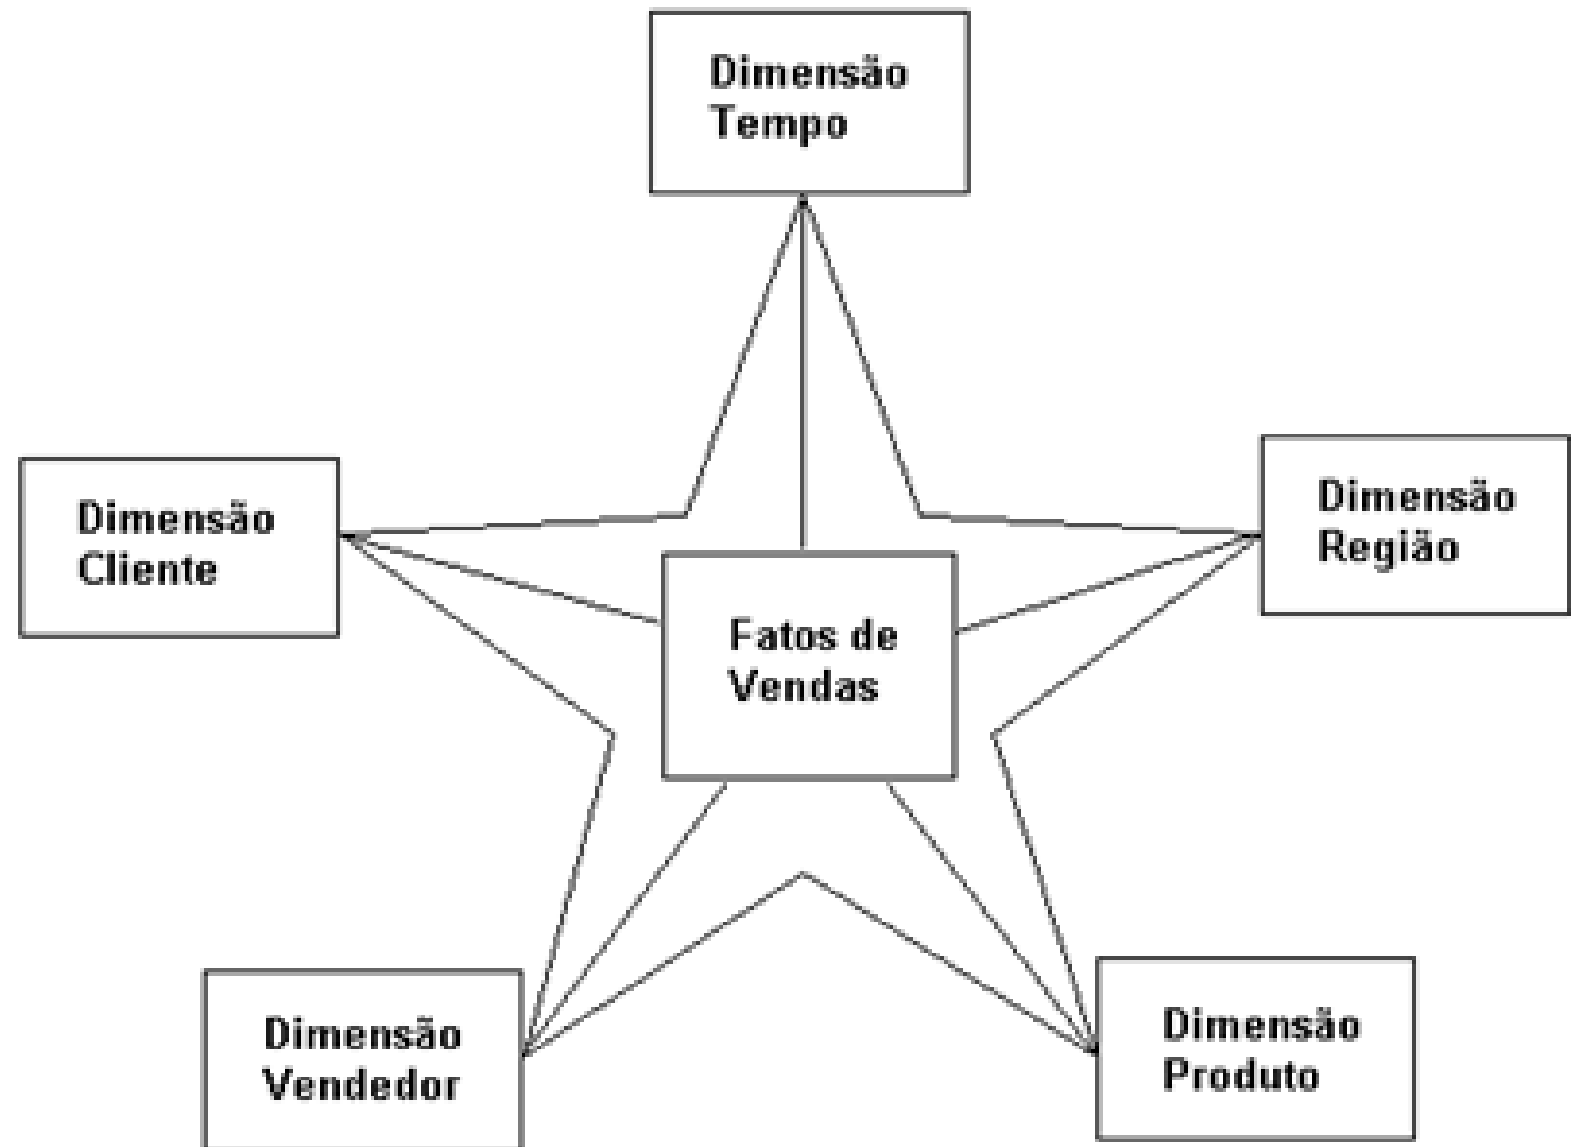 Dimensão
Tempo
Dimensão
Cliente
Dimensão
Região
Fatos de
Vendas
Dimensão
Vendedor
Dimensão
Produto